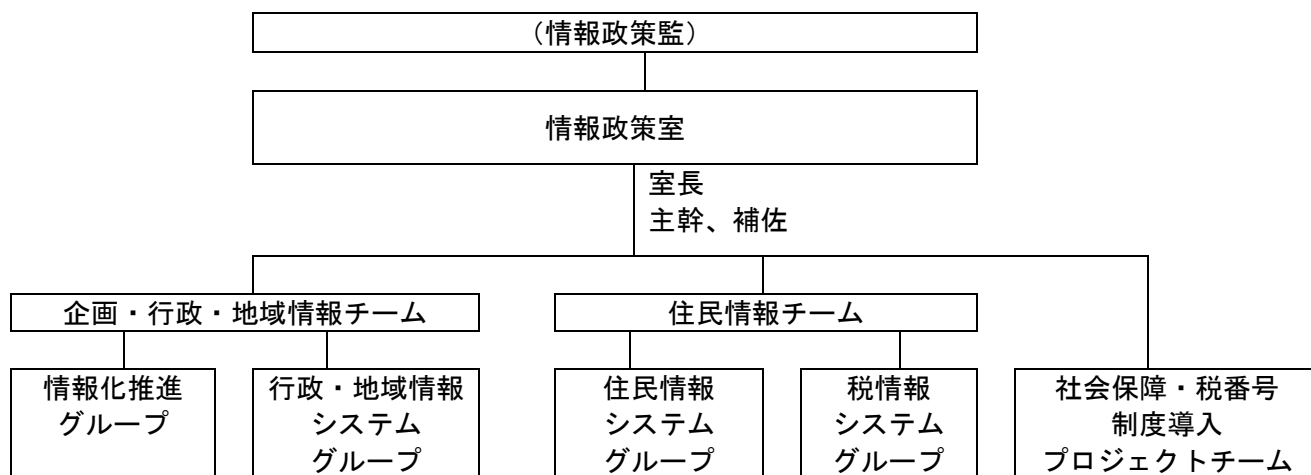 （情報政策監）
情報政策室
室長
主幹、補佐
企画・行政・地域情報チーム
住民情報チーム
情報化推進
グループ
行政・地域情報
システム
グループ
住民情報
システム
グループ
税情報
システム
グループ
社会保障・税番号
制度導入
プロジェクトチーム